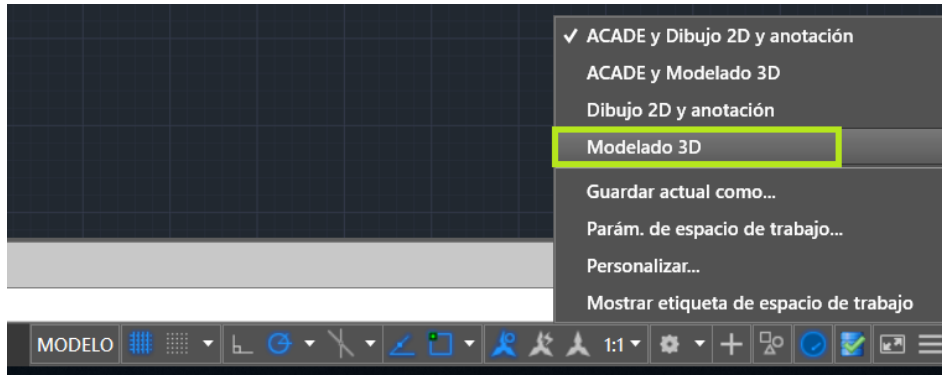 ✓ ACADE y Dibujo 2D y anotación
ACADE y Modelado 3D
Dibujo 2D y anotación
Modelado 3D
Guardar actual como...
Parám. de espacio de trabajo...
Personalizar...
Mostrar etiqueta de espacio de trabajo
MODELO 1:1